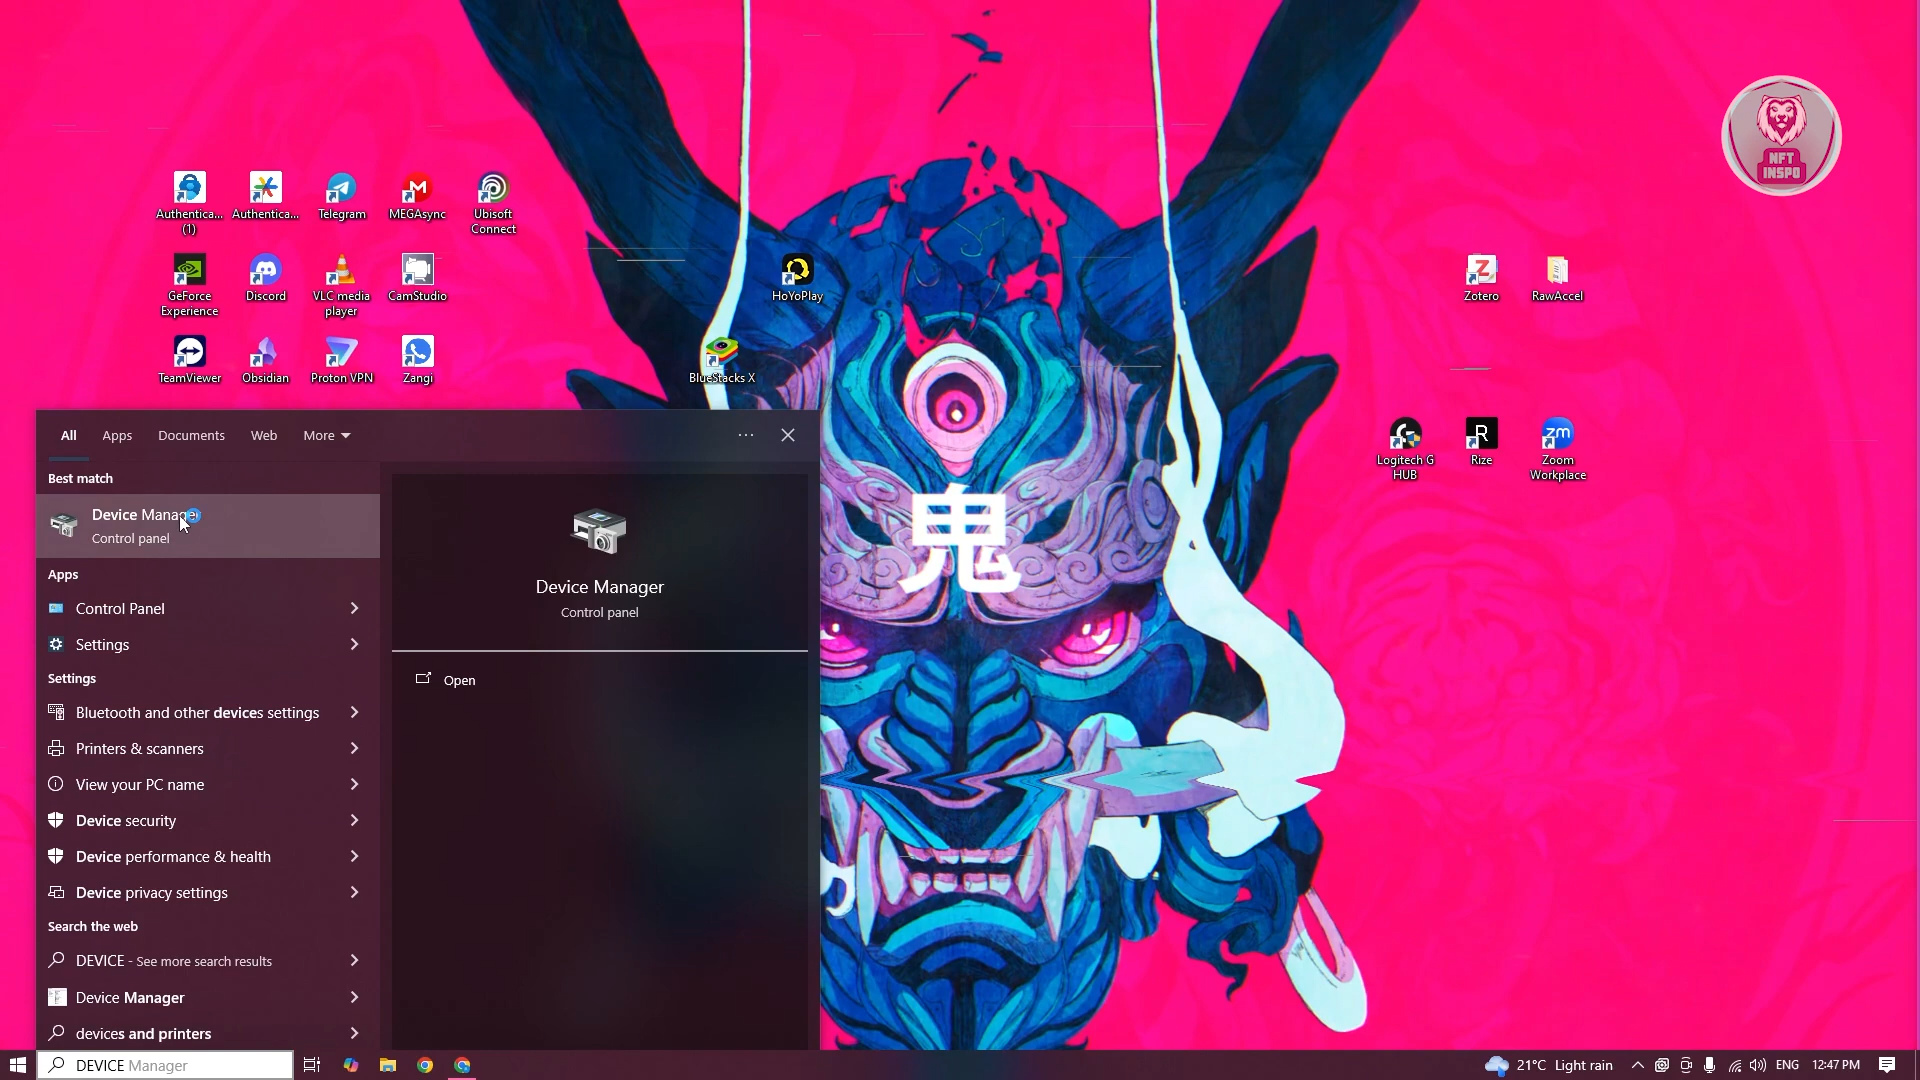 NFT
INSPO
Authentica...
(1)
Authentica...
Telegram
MEGAsync
Ubisoft
Connect
GeForce
Experience
Discord
VLC media
player
CamStudio
HoYoPlay
Zotero
RawAccel
TeamViewer
Obsidian
Proton VPN
Zangi
BlueStacks X
Logitech G
HUB
Rize
Zoom
Workplace
鬼
All
Apps
Documents
Web
More
Best match
Device Manager
Control panel
Apps
Control Panel
Settings
Settings
Bluetooth and other devices settings
Printers & scanners
View your PC name
Device security
Device performance & health
Device privacy settings
Search the web
DEVICE - See more search results
Device Manager
devices and printers
Device Manager
Control panel
Open
DEVICE Manager
21°C Light rain
ENG
12:47 PM